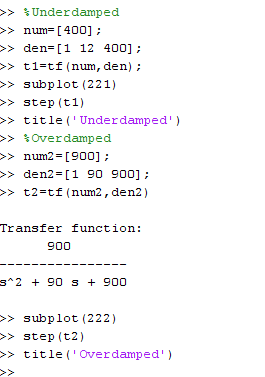 >> %Underdamped
>> num=[400];
>> den=[1 12 400];
>> t1=tf(num,den);
>> subplot(221)
>> step(t1)
>> title('Underdamped')
>> %Overdamped
>> num2=[900];
>> den2=[1 90 900];
>> t2=tf(num2,den2)
Transfer function:
900
----------------
s^2 + 90 s + 900
>> subplot(222)
>> step(t2)
>> title('Overdamped')
>>